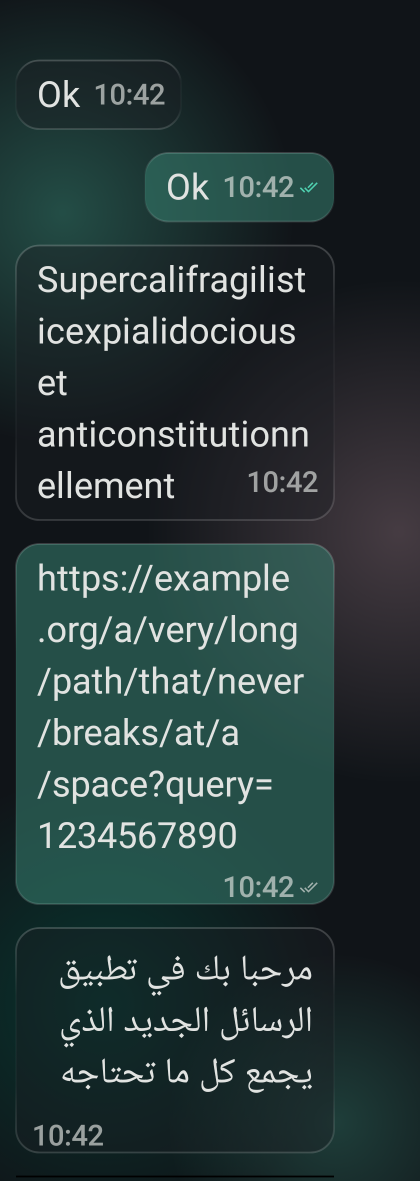 Ok 10:42
Ok 10:42
Supercalifragilist
icexpialidocious
et
anticonstitutionn
ellement 10:42
https://example
.org/a/very/long
/path/that/never
/breaks/at/a
/space?query=
1234567890
10:42
مرحبا بك في تطبيق
الرسائل الجديد الذي
يجمع كل ما تحتاجه
10:42